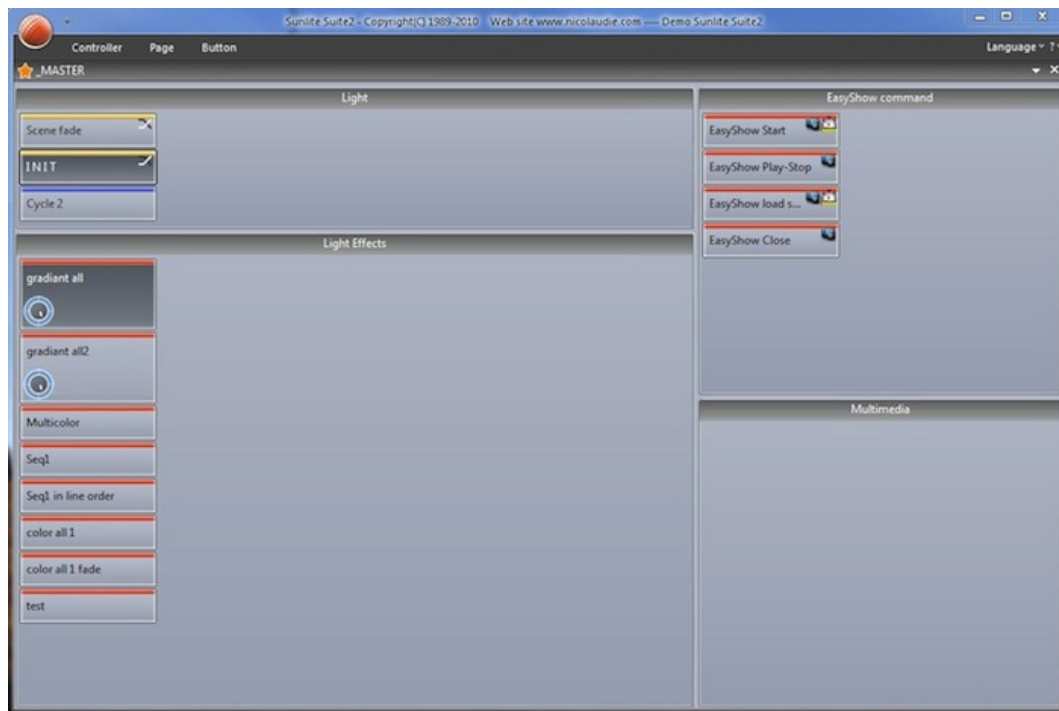 Sunlite Suite2 - Copyright(C) 1989-2010 Web site www.nicolaudie.com ---- Demo Sunlite Suite2
Controller Page Button Language ?
_MASTER
Light
Scene fade
INIT
Cycle 2
Light Effects
gradiant all
gradiant all2
Multicolor
Seq1
Seq1 in line order
color all 1
color all 1 fade
test
EasyShow command
EasyShow Start
EasyShow Play-Stop
EasyShow load s...
EasyShow Close
Multimedia